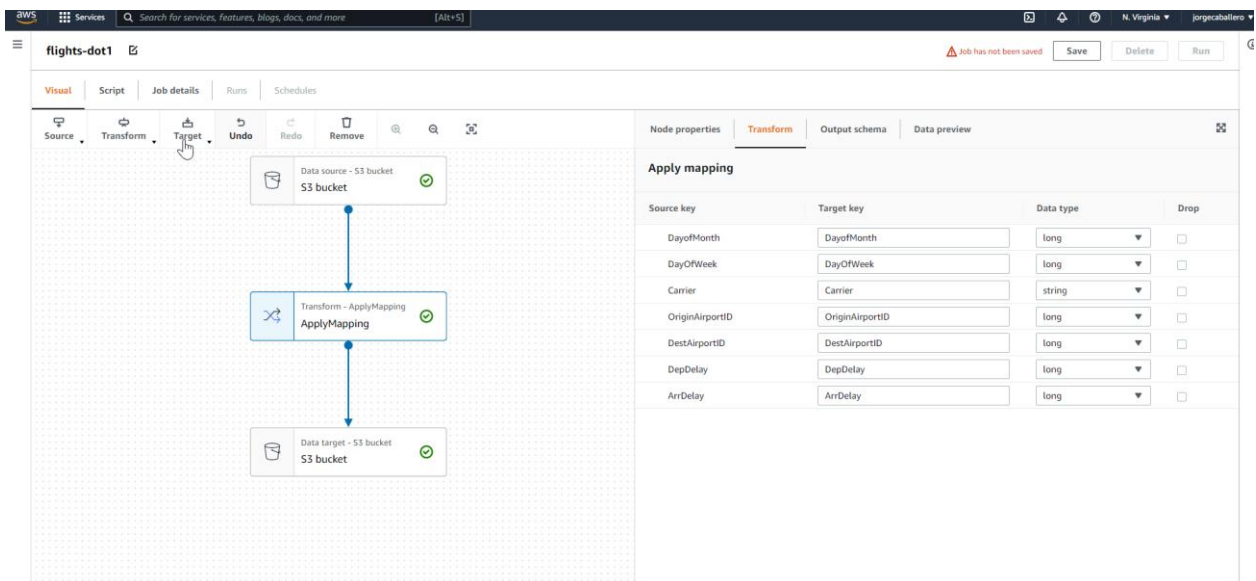 aws Services Search for services, features, blogs, docs, and more [Alt+S] N. Virginia jorgecaballero
flights-dot1 Job has not been saved Save Delete Run
Visual Script Job details Runs Schedules
Source Transform Target Undo Redo Remove
Node properties Transform Output schema Data preview
Data source - S3 bucket
S3 bucket
Transform - ApplyMapping
ApplyMapping
Data target - S3 bucket
S3 bucket
Apply mapping
Source key Target key Data type Drop
DayofMonth DayofMonth long
DayOfWeek DayOfWeek long
Carrier Carrier string
OriginAirportID OriginAirportID long
DestAirportID DestAirportID long
DepDelay DepDelay long
ArrDelay ArrDelay long